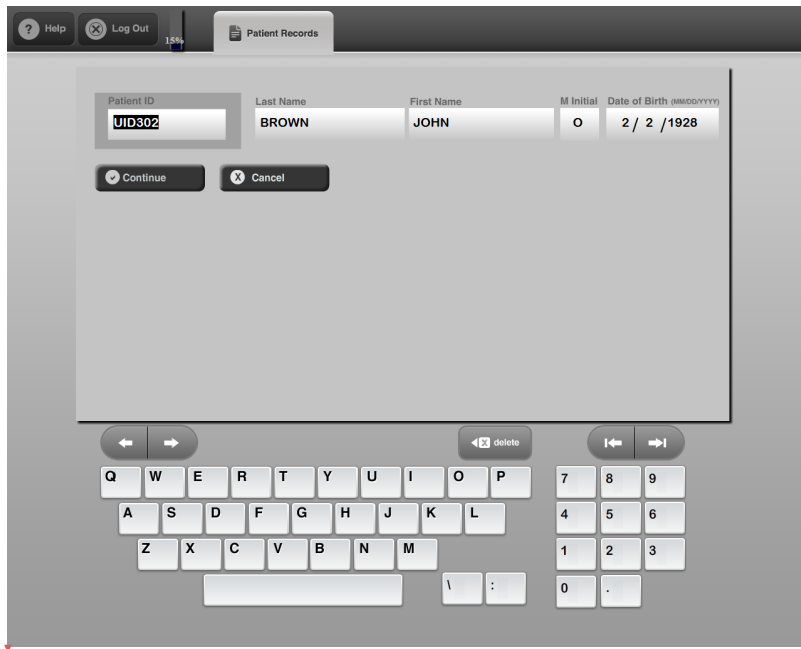 Help
Log Out
15%
Patient Records
Patient ID
Last Name
First Name
M Initial
Date of Birth (MM/DD/YYYY)
UID302
BROWN
JOHN
O
2 / 2 /1928
Continue
X Cancel
X delete
Q W E R T Y U I O P
7 8 9
A S D F G H J K L
4 5 6
Z X C V B N M
1 2 3
\ :
0 .